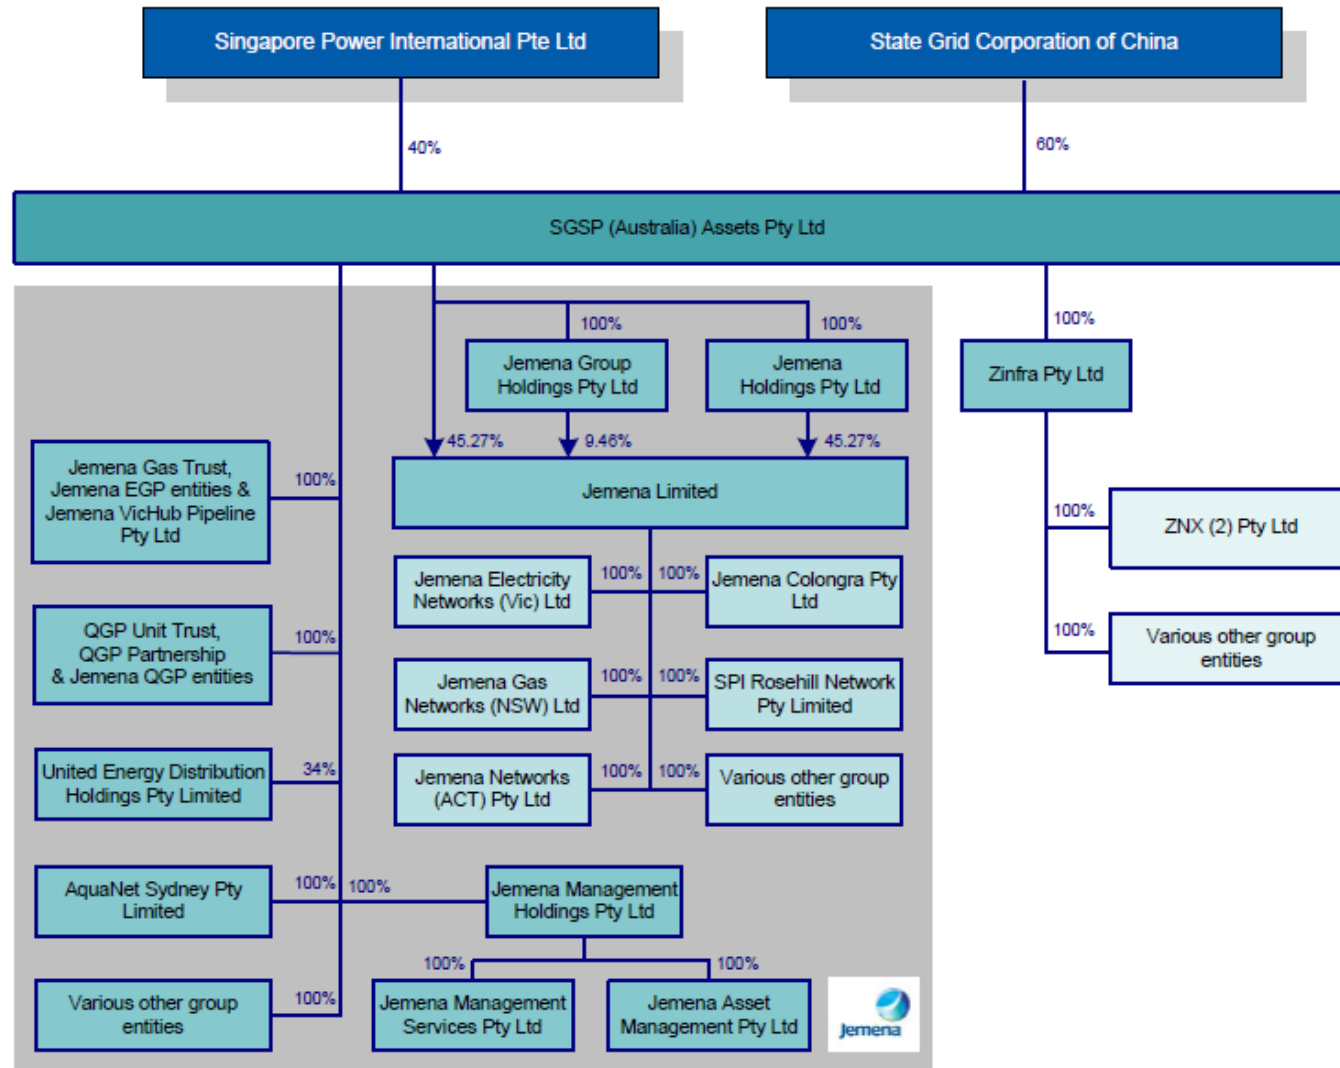 Singapore Power International Pte Ltd
State Grid Corporation of China
40%
60%
SGSP (Australia) Assets Pty Ltd
100%
100%
100%
Jemena Group
Holdings Pty Ltd
Jemena
Holdings Pty Ltd
Zinfra Pty Ltd
45.27%
9.46%
45.27%
Jemena Gas Trust,
Jemena EGP entities &
Jemena VicHub Pipeline
Pty Ltd
100%
Jemena Limited
100%
ZNX (2) Pty Ltd
Jemena Electricity
Networks (Vic) Ltd
100%
100%
Jemena Colongra Pty
Ltd
QGP Unit Trust,
QGP Partnership
& Jemena QGP entities
100%
100%
Various other group
entities
Jemena Gas
Networks (NSW) Ltd
100%
100%
SPI Rosehill Network
Pty Limited
United Energy Distribution
Holdings Pty Limited
34%
Jemena Networks
(ACT) Pty Ltd
100%
100%
Various other group
entities
AquaNet Sydney Pty
Limited
100%
100%
Jemena Management
Holdings Pty Ltd
100%
100%
Various other group
entities
100%
Jemena Management
Services Pty Ltd
Jemena Asset
Management Pty Ltd
Jemena